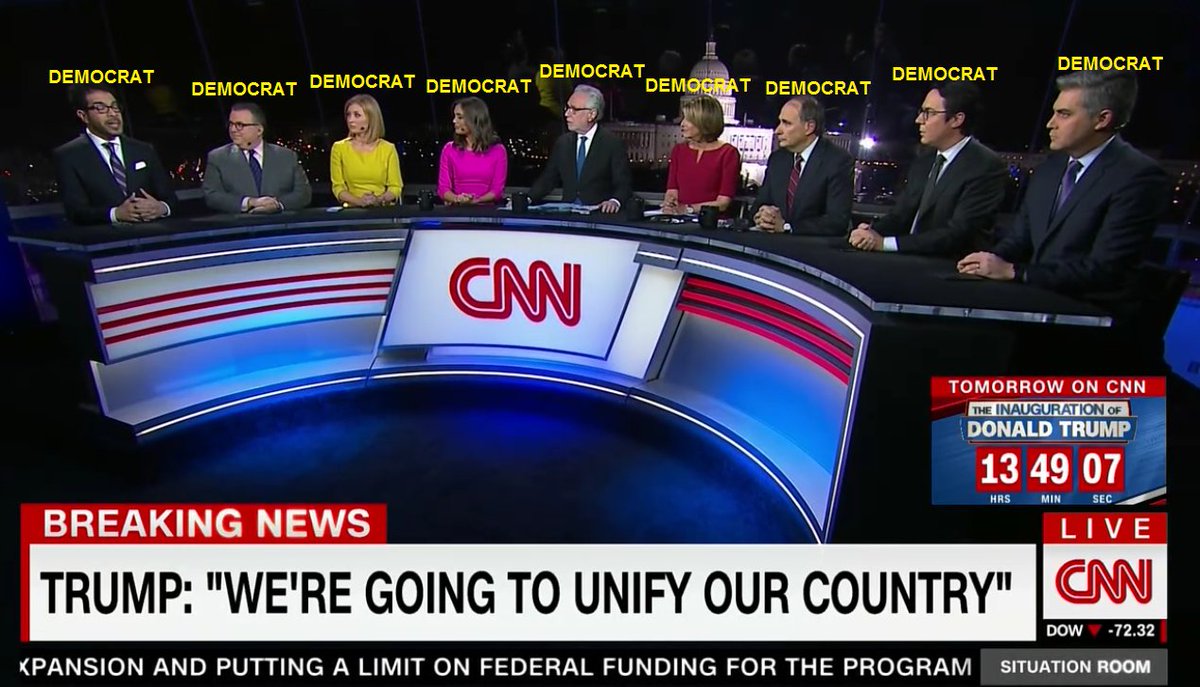 DEMOCRAT
DEMOCRAT
DEMOCRAT
DEMOCRAT
DEMOCRAT
DEMOCRAT
DEMOCRAT
DEMOCRAT
DEMOCRAT
CNN
TOMORROW ON CNN
THE INAUGURATION OF
DONALD TRUMP
13 49 07
HRS MIN SEC
BREAKING NEWS
TRUMP: "WE'RE GOING TO UNIFY OUR COUNTRY"
LIVE
CNN
DOW ▼ -72.32
XPANSION AND PUTTING A LIMIT ON FEDERAL FUNDING FOR THE PROGRAM
SITUATION ROOM